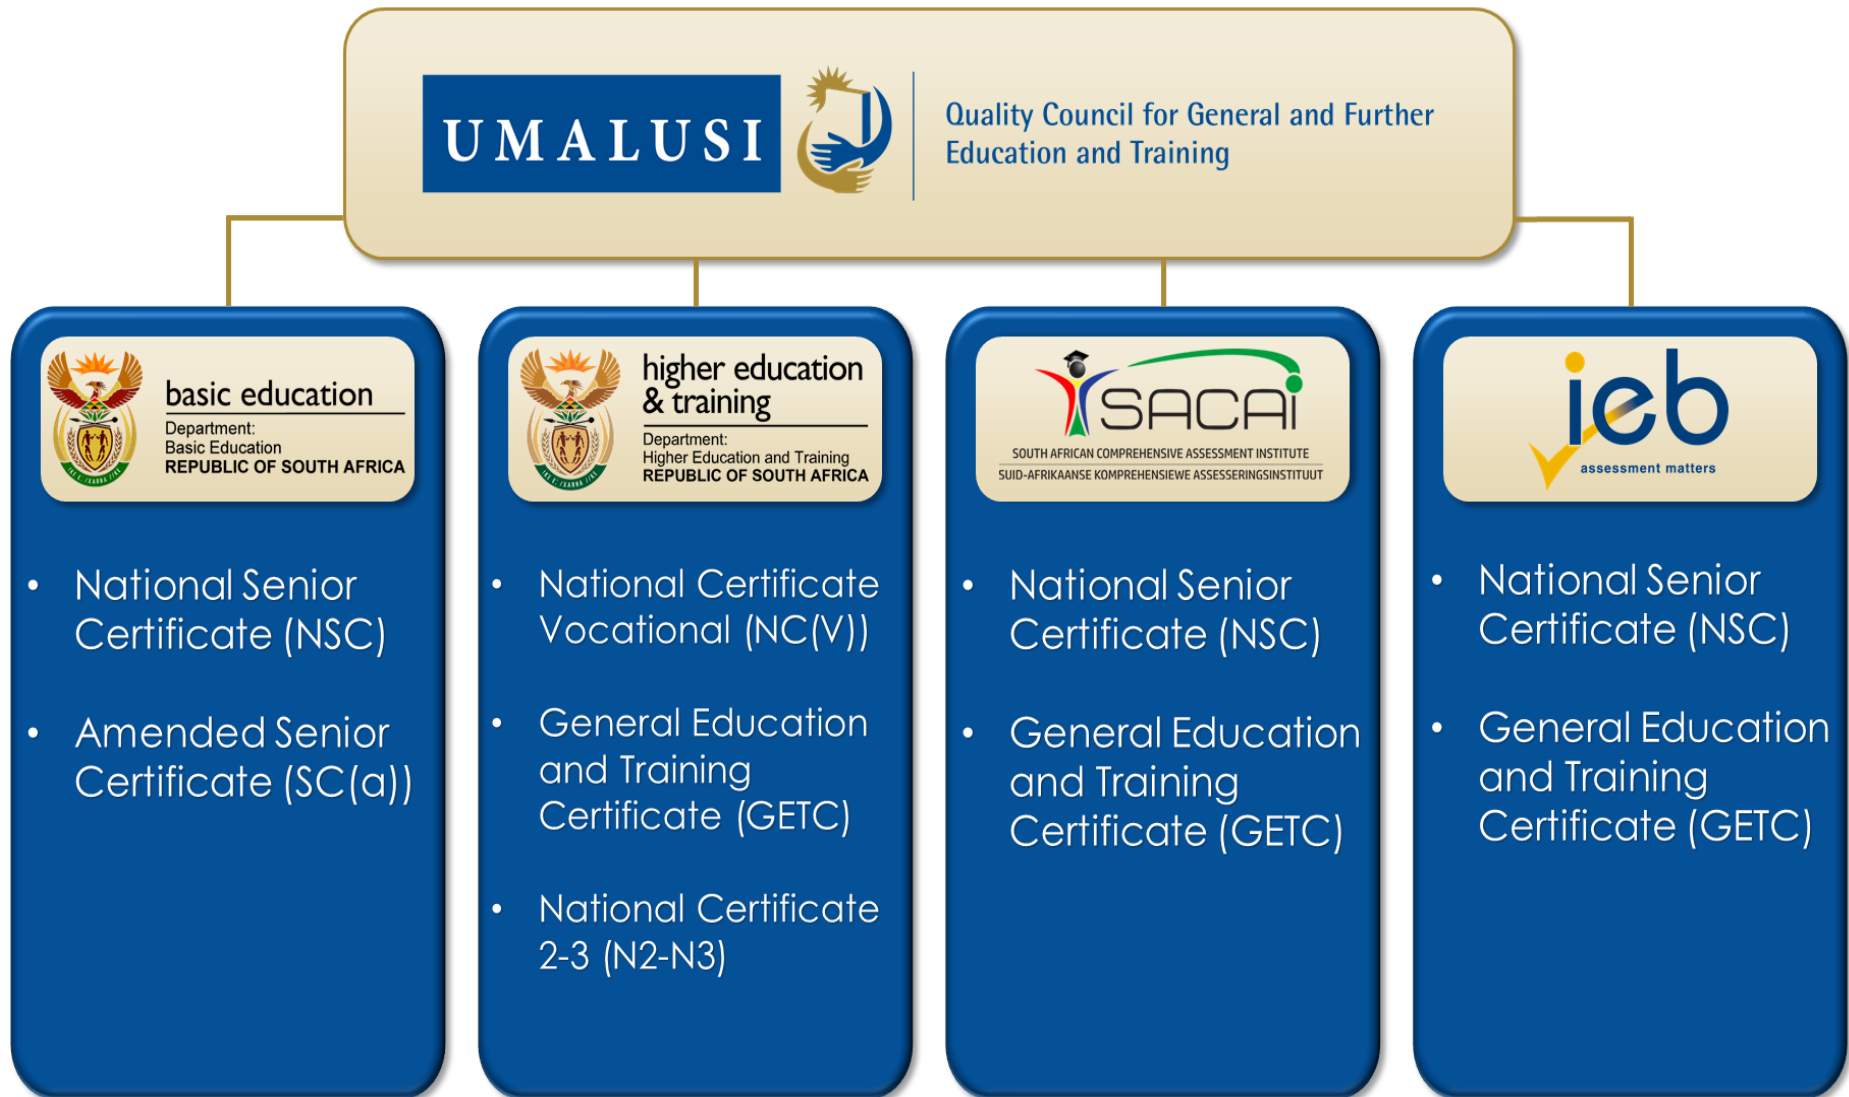 UMALUSI
Quality Council for General and Further
Education and Training
basic education
Department:
Basic Education
REPUBLIC OF SOUTH AFRICA
• National Senior
Certificate (NSC)
• Amended Senior
Certificate (SC(a))
higher education
& training
Department:
Higher Education and Training
REPUBLIC OF SOUTH AFRICA
• National Certificate
Vocational (NC(V))
• General Education
and Training
Certificate (GETC)
• National Certificate
2-3 (N2-N3)
SACAi
SOUTH AFRICAN COMPREHENSIVE ASSESSMENT INSTITUTE
SUID-AFRIKAANSE KOMPREHENSIEWE ASSESSERINGSINSTITUUT
• National Senior
Certificate (NSC)
• General Education
and Training
Certificate (GETC)
ieb
assessment matters
• National Senior
Certificate (NSC)
• General Education
and Training
Certificate (GETC)